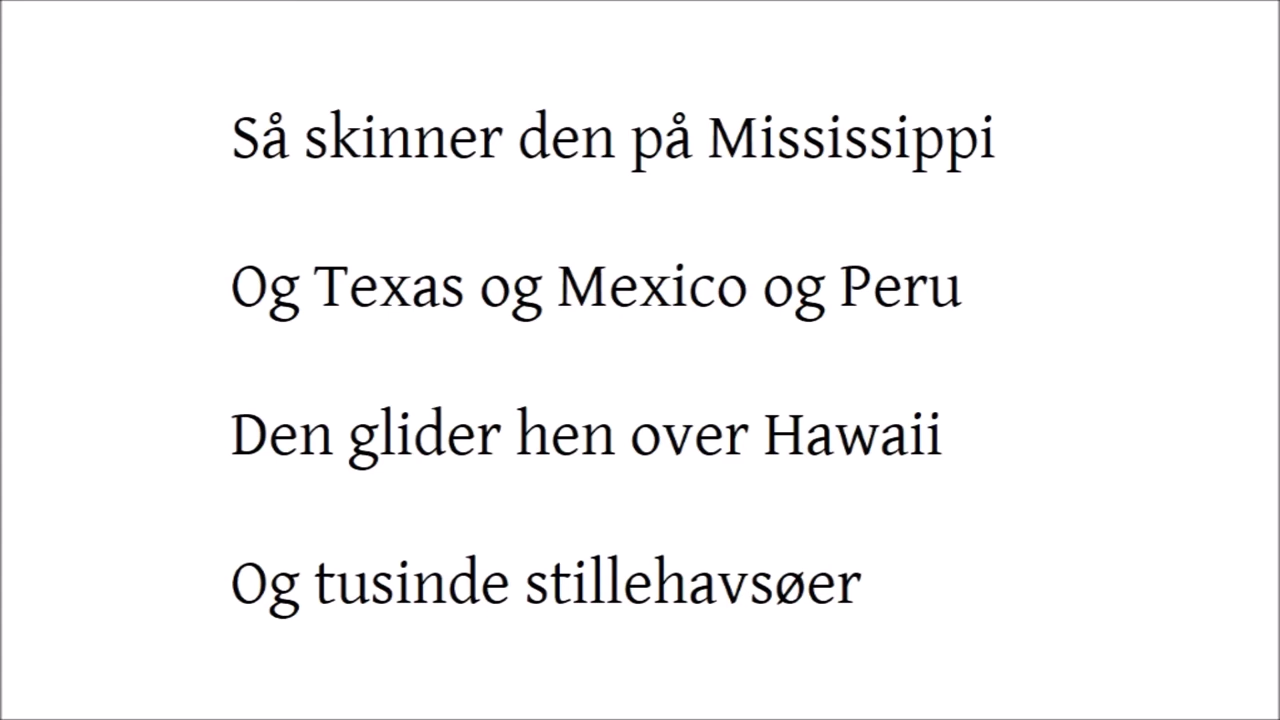 Så skinner den på Mississippi
Og Texas og Mexico og Peru
Den glider hen over Hawaii
Og tusinde stillehavsøer